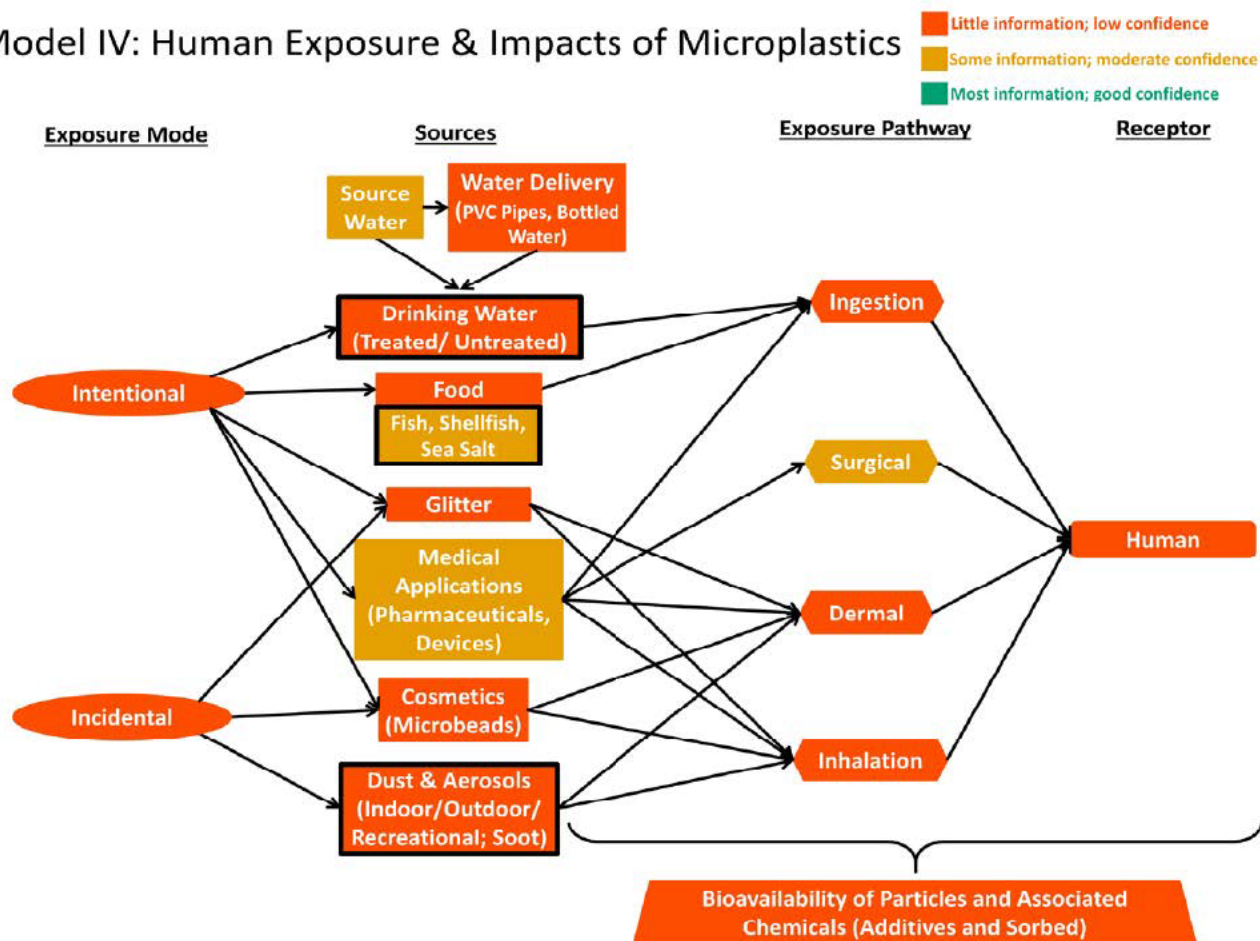 Model IV: Human Exposure & Impacts of Microplastics
Little information; low confidence
Some information; moderate confidence
Most information; good confidence
Exposure Mode
Sources
Exposure Pathway
Receptor
Source
Water
Water Delivery
(PVC Pipes, Bottled
Water)
Drinking Water
(Treated/ Untreated)
Ingestion
Intentional
Food
Fish, Shellfish,
Sea Salt
Surgical
Glitter
Human
Medical
Applications
(Pharmaceuticals,
Devices)
Dermal
Incidental
Cosmetics
(Microbeads)
Inhalation
Dust & Aerosols
(Indoor/Outdoor/
Recreational; Soot)
Bioavailability of Particles and Associated
Chemicals (Additives and Sorbed)